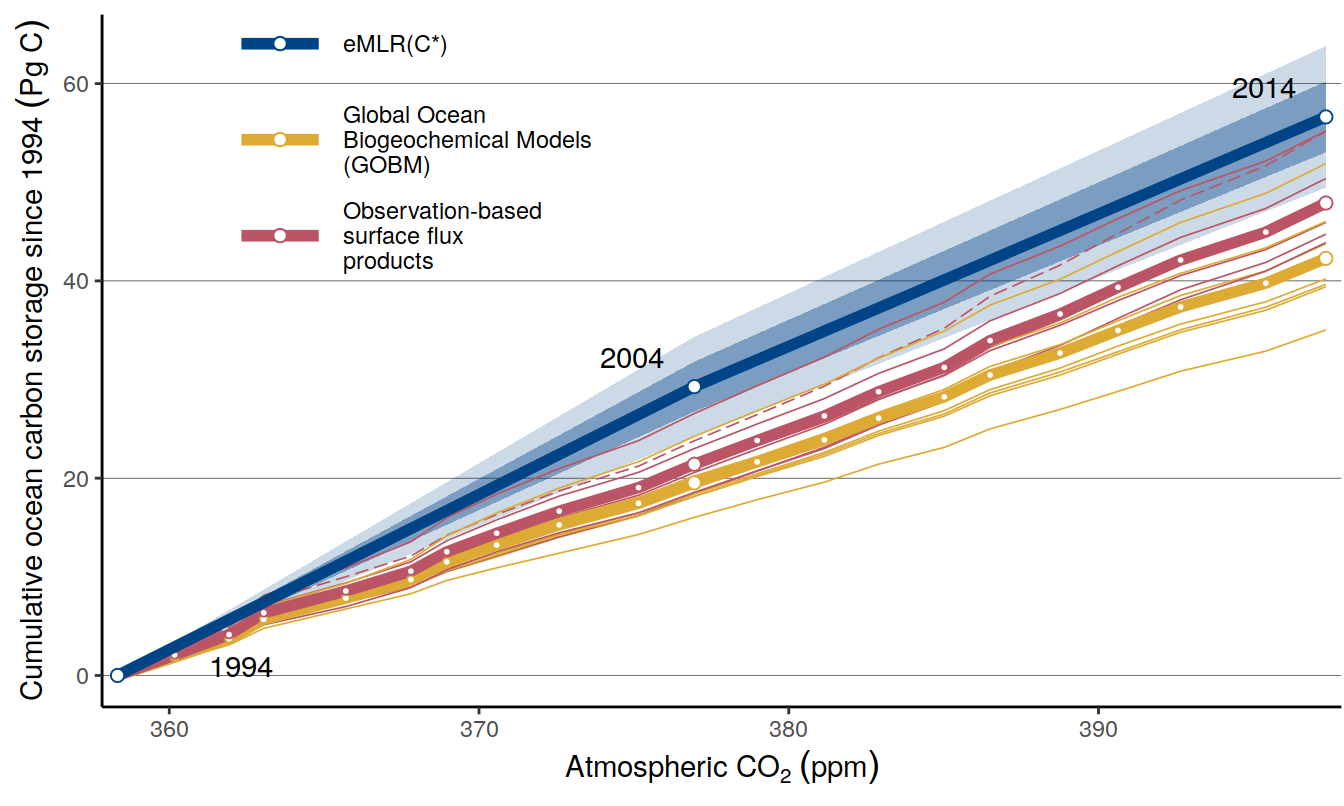 Cumulative ocean carbon storage since 1994 (Pg C)
60
40
20
0
eMLR(C*)
Global Ocean
Biogeochemical Models
(GOBM)
Observation-based
surface flux
products
2014
2004
1994
360
370
380
390
Atmospheric CO₂ (ppm)